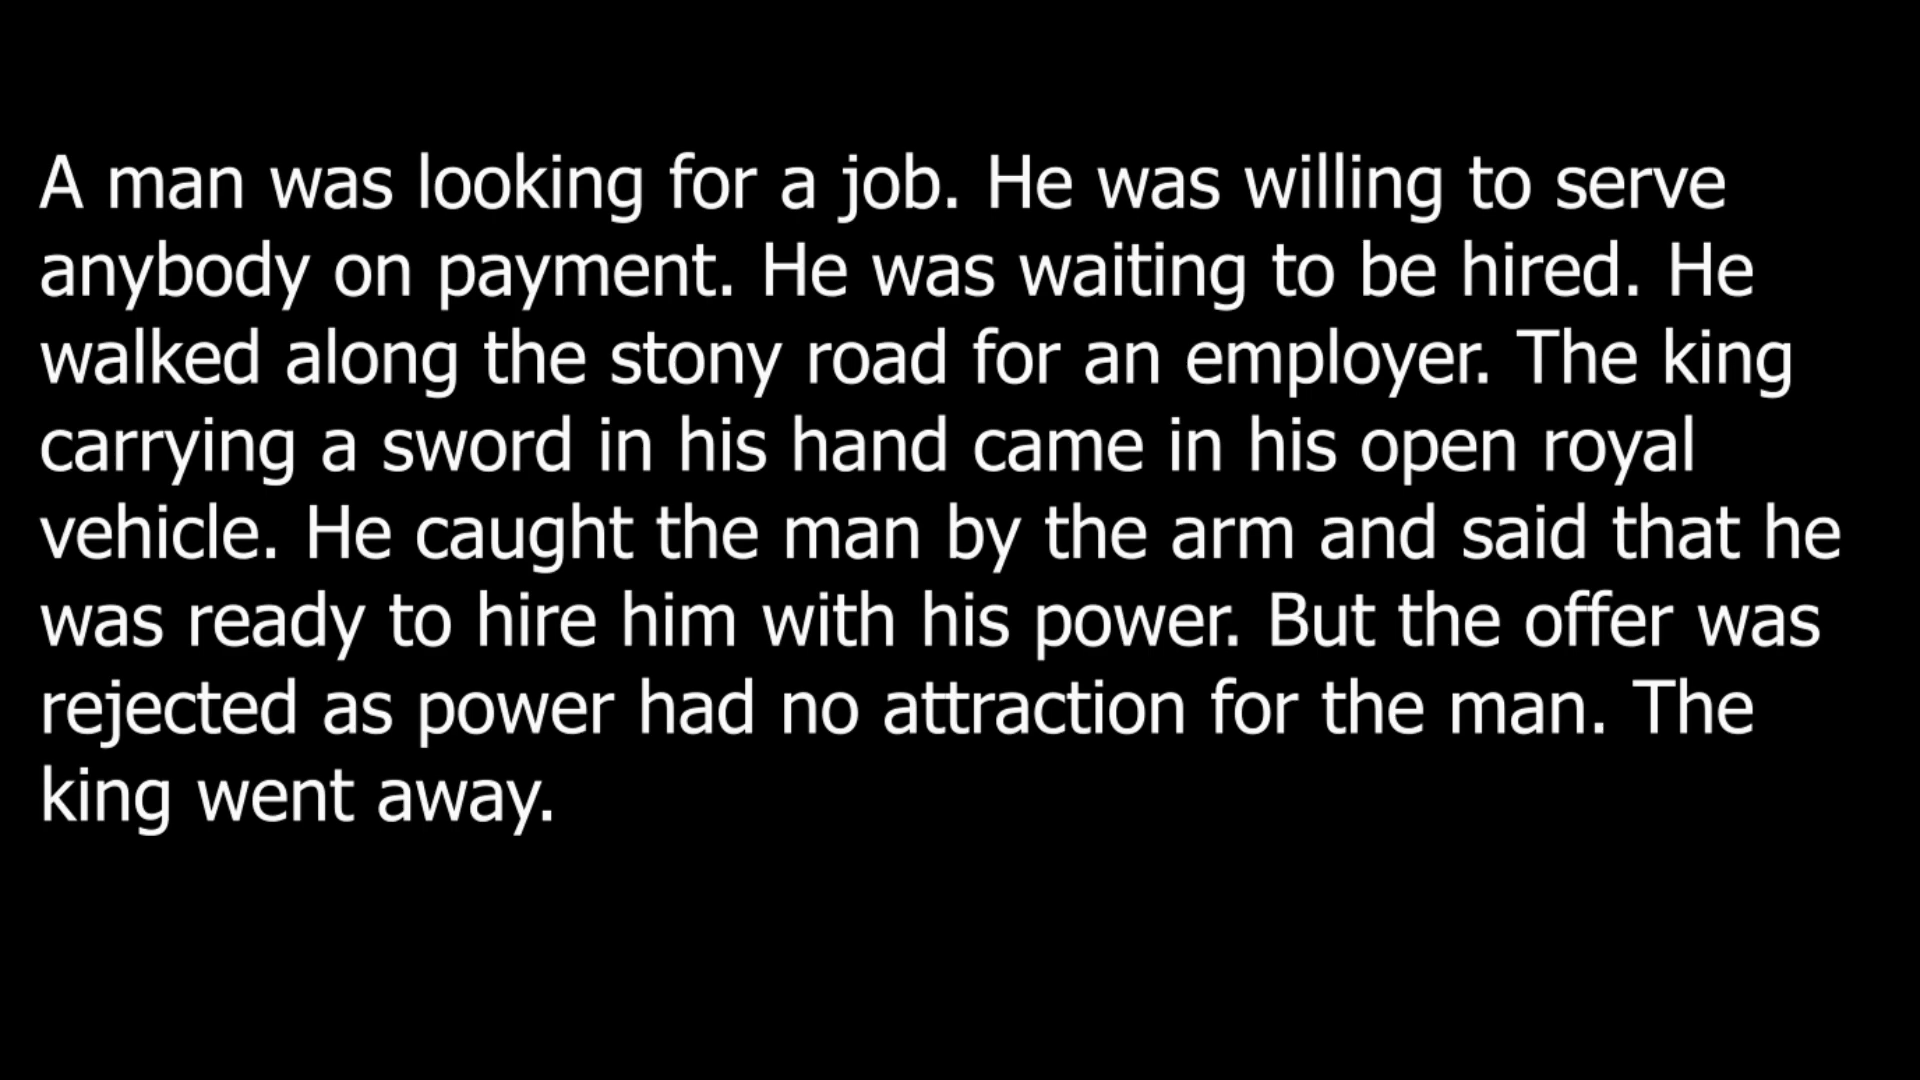 A man was looking for a job. He was willing to serve
anybody on payment. He was waiting to be hired. He
walked along the stony road for an employer. The king
carrying a sword in his hand came in his open royal
vehicle. He caught the man by the arm and said that he
was ready to hire him with his power. But the offer was
rejected as power had no attraction for the man. The
king went away.